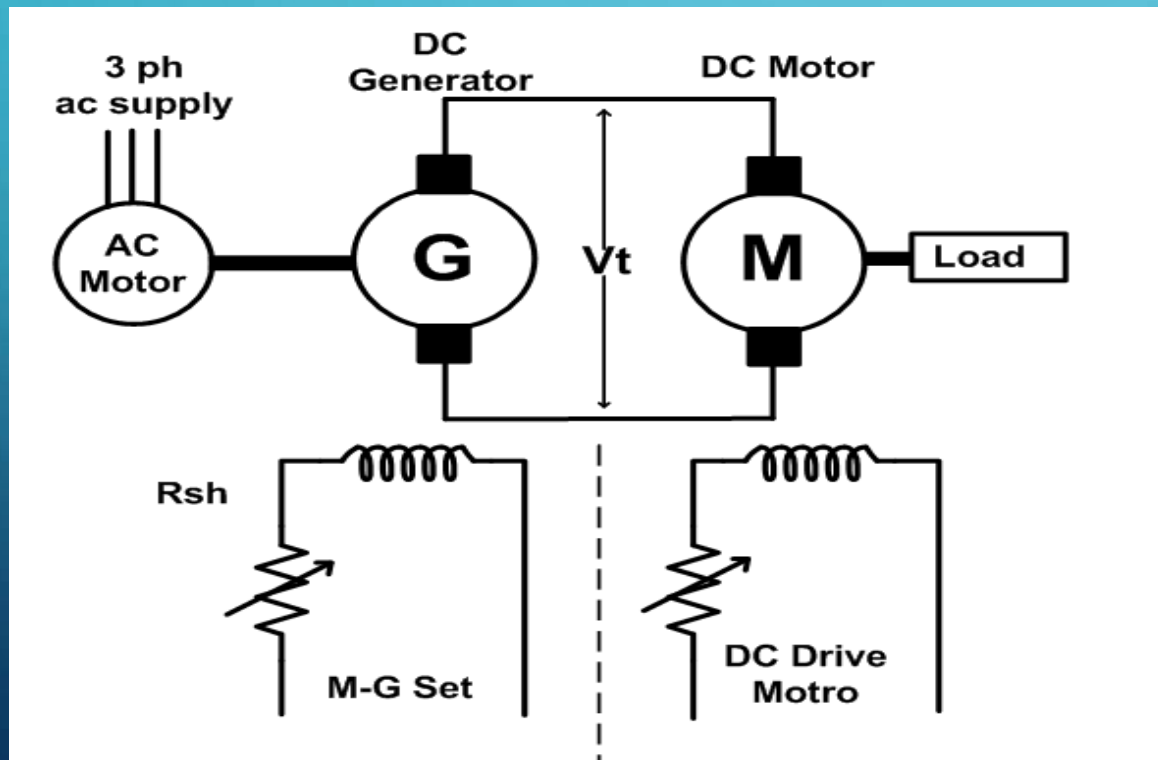 3 ph
ac supply
DC
Generator
DC Motor
AC
Motor
G
Vt
M
Load
Rsh
M-G Set
DC Drive
Motro